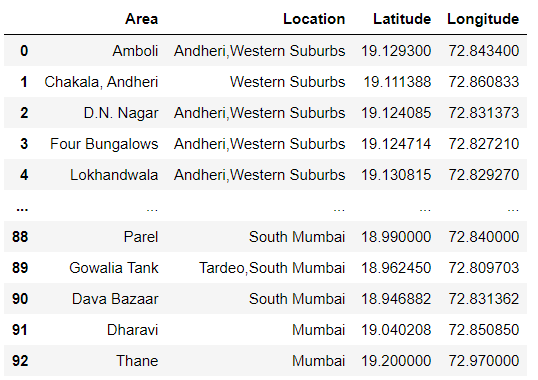 Area Location Latitude Longitude
0 Amboli Andheri,Western Suburbs 19.129300 72.843400
1 Chakala, Andheri Western Suburbs 19.111388 72.860833
2 D.N. Nagar Andheri,Western Suburbs 19.124085 72.831373
3 Four Bungalows Andheri,Western Suburbs 19.124714 72.827210
4 Lokhandwala Andheri,Western Suburbs 19.130815 72.829270
... ... ... ... ...
88 Parel South Mumbai 18.990000 72.840000
89 Gowalia Tank Tardeo,South Mumbai 18.962450 72.809703
90 Dava Bazaar South Mumbai 18.946882 72.831362
91 Dharavi Mumbai 19.040208 72.850850
92 Thane Mumbai 19.200000 72.970000